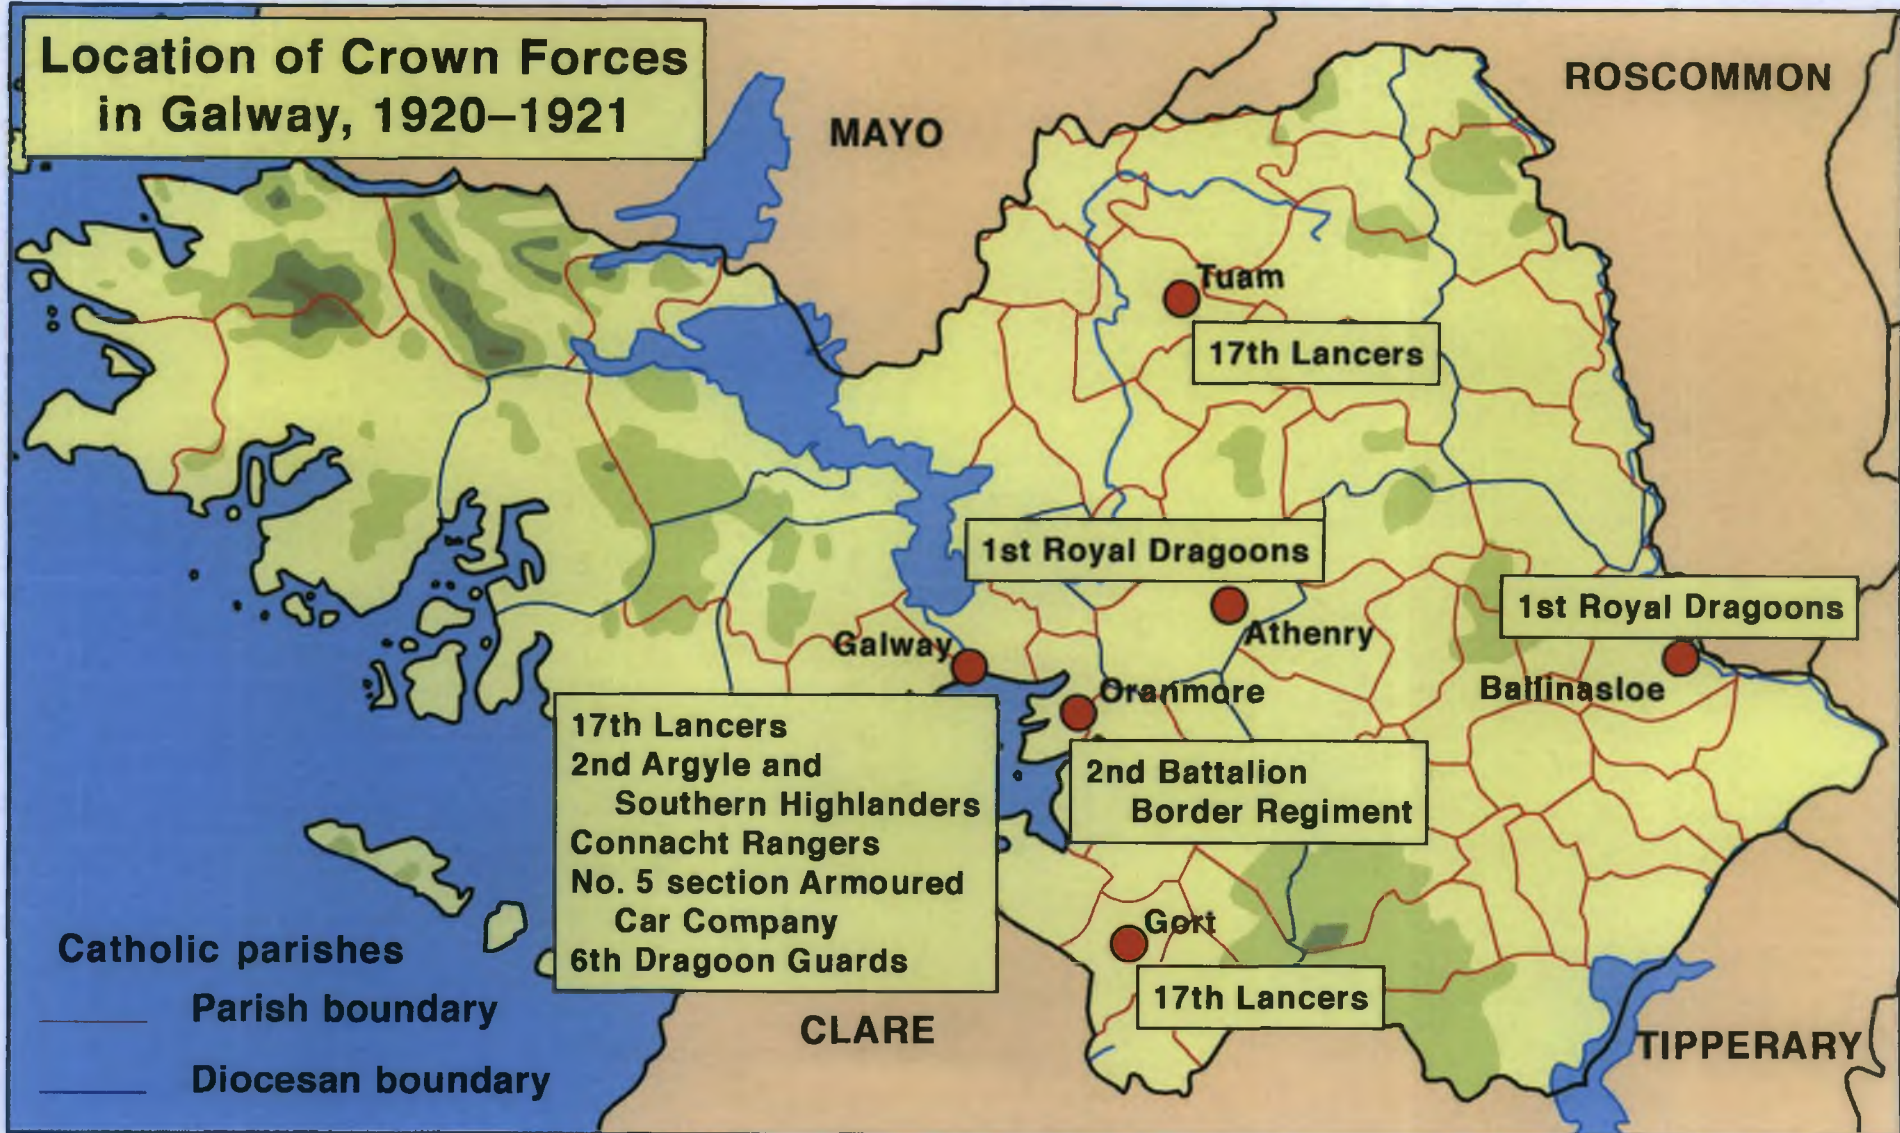 Location of Crown Forces
in Galway, 1920–1921
MAYO
ROSCOMMON
Tuam
17th Lancers
1st Royal Dragoons
Athenry
1st Royal Dragoons
Ballinasloe
Galway
17th Lancers
2nd Argyle and
Southern Highlanders
Connacht Rangers
No. 5 section Armoured
Car Company
6th Dragoon Guards
Oranmore
2nd Battalion
Border Regiment
Gort
17th Lancers
CLARE
TIPPERARY
Catholic parishes
Parish boundary
Diocesan boundary